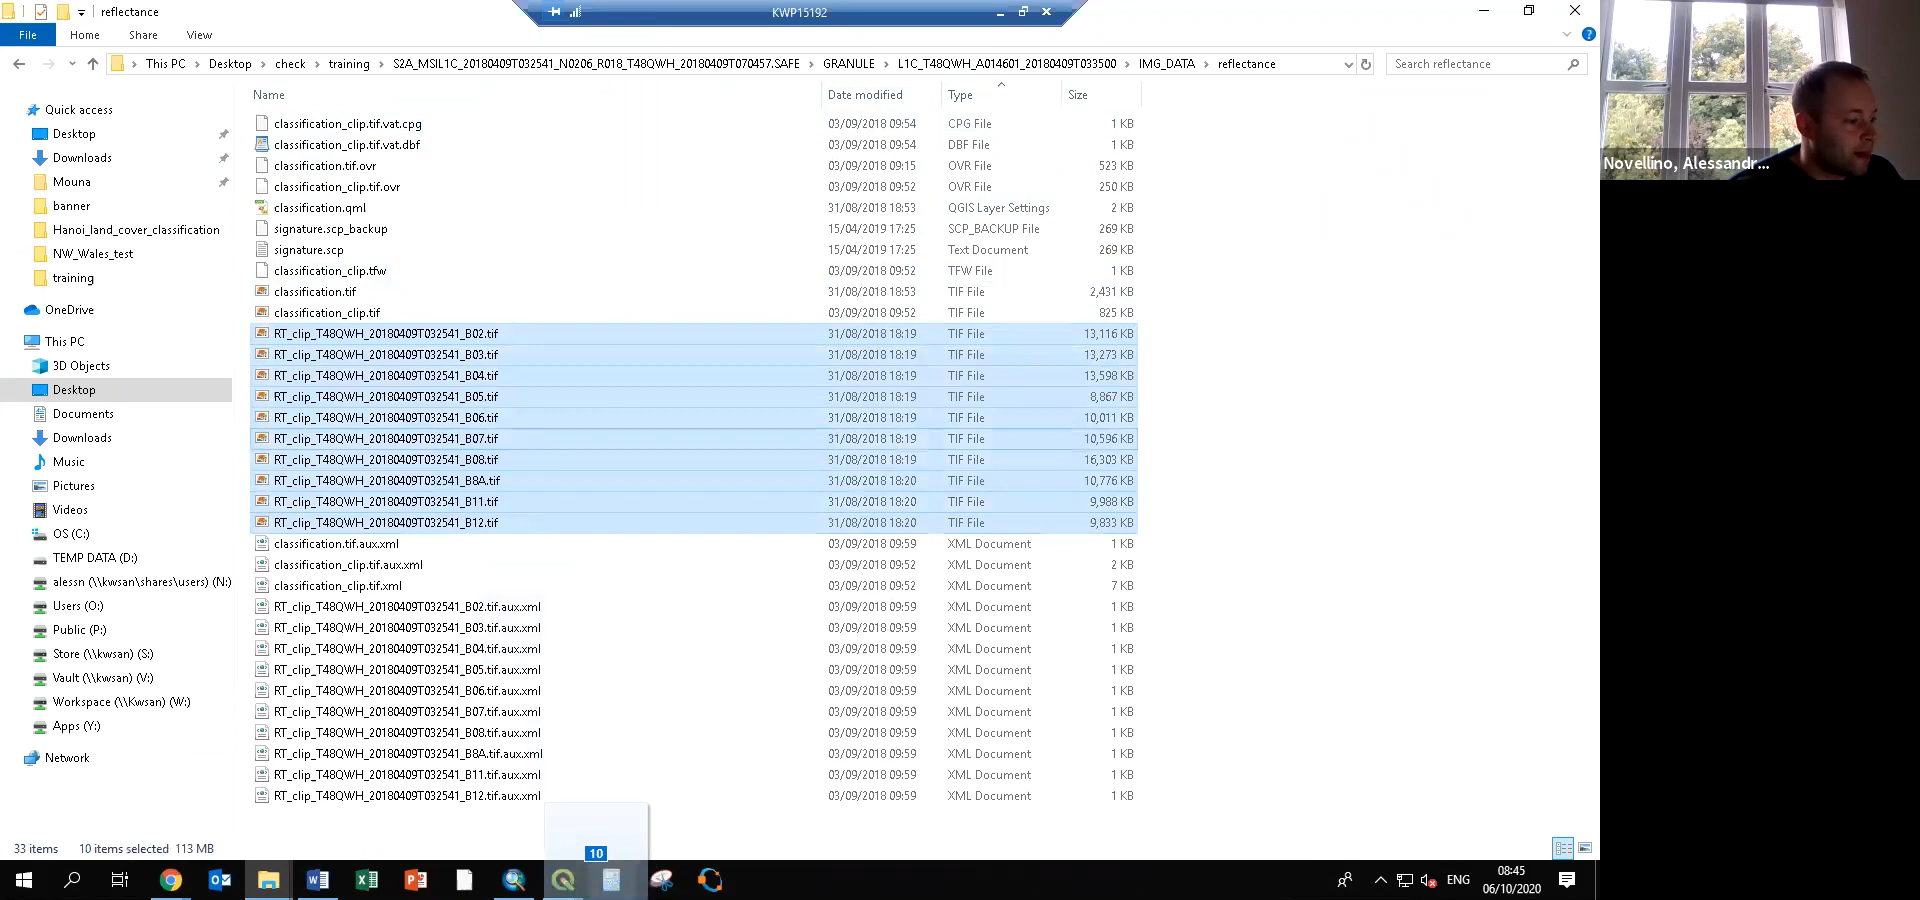 reflectance
KWP15192
File Home Share View
This PC Desktop check training S2A_MSIL1C_20180409T032541_N0206_R018_T48QWH_20180409T070457.SAFE GRANULE L1C_T48QWH_A014601_20180409T033500 IMG_DATA reflectance
Search reflectance
Name Date modified Type Size
Quick access
Desktop
Downloads
Mouna
banner
Hanoi_land_cover_classification
NW_Wales_test
training
OneDrive
This PC
3D Objects
Desktop
Documents
Downloads
Music
Pictures
Videos
OS (C:)
TEMP DATA (D:)
alessn (\\kwsan\shares\users) (N:)
Users (O:)
Public (P:)
Store (\\kwsan) (S:)
Vault (\\kwsan) (V:)
Workspace (\\Kwsan) (W:)
Apps (Y:)
Network
classification_clip.tif.vat.cpg 03/09/2018 09:54 CPG File 1 KB
classification_clip.tif.vat.dbf 03/09/2018 09:54 DBF File 1 KB
classification.tif.ovr 03/09/2018 09:15 OVR File 523 KB
classification_clip.tif.ovr 03/09/2018 09:52 OVR File 250 KB
classification.qml 31/08/2018 18:53 QGIS Layer Settings 2 KB
signature.scp_backup 15/04/2019 17:25 SCP_BACKUP File 269 KB
signature.scp 15/04/2019 17:25 Text Document 269 KB
classification_clip.tfw 03/09/2018 09:52 TFW File 1 KB
classification.tif 31/08/2018 18:53 TIF File 2,431 KB
classification_clip.tif 03/09/2018 09:52 TIF File 825 KB
RT_clip_T48QWH_20180409T032541_B02.tif 31/08/2018 18:19 TIF File 13,116 KB
RT_clip_T48QWH_20180409T032541_B03.tif 31/08/2018 18:19 TIF File 13,273 KB
RT_clip_T48QWH_20180409T032541_B04.tif 31/08/2018 18:19 TIF File 13,598 KB
RT_clip_T48QWH_20180409T032541_B05.tif 31/08/2018 18:19 TIF File 8,867 KB
RT_clip_T48QWH_20180409T032541_B06.tif 31/08/2018 18:19 TIF File 10,011 KB
RT_clip_T48QWH_20180409T032541_B07.tif 31/08/2018 18:19 TIF File 10,596 KB
RT_clip_T48QWH_20180409T032541_B08.tif 31/08/2018 18:19 TIF File 16,303 KB
RT_clip_T48QWH_20180409T032541_B8A.tif 31/08/2018 18:20 TIF File 10,776 KB
RT_clip_T48QWH_20180409T032541_B11.tif 31/08/2018 18:20 TIF File 9,988 KB
RT_clip_T48QWH_20180409T032541_B12.tif 31/08/2018 18:20 TIF File 9,833 KB
classification.tif.aux.xml 03/09/2018 09:59 XML Document 1 KB
classification_clip.tif.aux.xml 03/09/2018 09:52 XML Document 2 KB
classification_clip.tif.xml 03/09/2018 09:52 XML Document 7 KB
RT_clip_T48QWH_20180409T032541_B02.tif.aux.xml 03/09/2018 09:59 XML Document 1 KB
RT_clip_T48QWH_20180409T032541_B03.tif.aux.xml 03/09/2018 09:59 XML Document 1 KB
RT_clip_T48QWH_20180409T032541_B04.tif.aux.xml 03/09/2018 09:59 XML Document 1 KB
RT_clip_T48QWH_20180409T032541_B05.tif.aux.xml 03/09/2018 09:59 XML Document 1 KB
RT_clip_T48QWH_20180409T032541_B06.tif.aux.xml 03/09/2018 09:59 XML Document 1 KB
RT_clip_T48QWH_20180409T032541_B07.tif.aux.xml 03/09/2018 09:59 XML Document 1 KB
RT_clip_T48QWH_20180409T032541_B08.tif.aux.xml 03/09/2018 09:59 XML Document 1 KB
RT_clip_T48QWH_20180409T032541_B8A.tif.aux.xml 03/09/2018 09:59 XML Document 1 KB
RT_clip_T48QWH_20180409T032541_B11.tif.aux.xml 03/09/2018 09:59 XML Document 1 KB
RT_clip_T48QWH_20180409T032541_B12.tif.aux.xml 03/09/2018 09:59 XML Document 1 KB
Novellino, Alessandr...
33 items 10 items selected 113 MB
10
ENG
08:45
06/10/2020